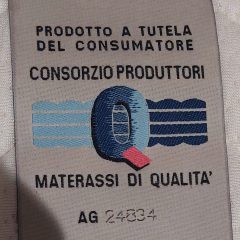 PRODOTTO A TUTELA
DEL CONSUMATORE
CONSORZIO PRODUTTORI
Q
MATERASSI DI QUALITA'
AG 24834